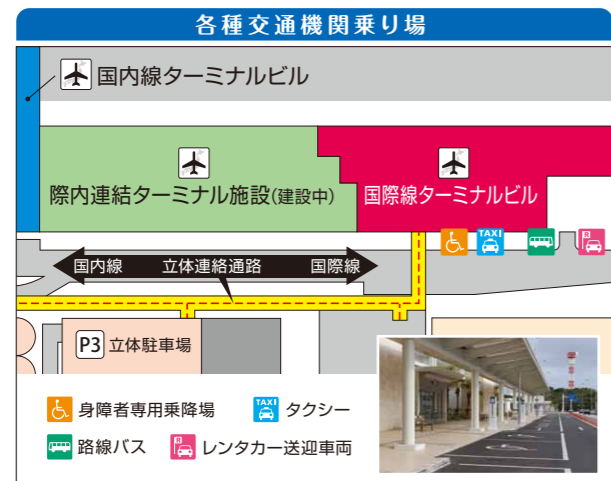 各種交通機関乗り場
国内線ターミナルビル
際内連結ターミナル施設(建設中)
国際線ターミナルビル
TAXI
R
国内線 立体連絡通路 国際線
P3 立体駐車場
身障者専用乗降場
TAXI タクシー
路線バス
R レンタカー送迎車両